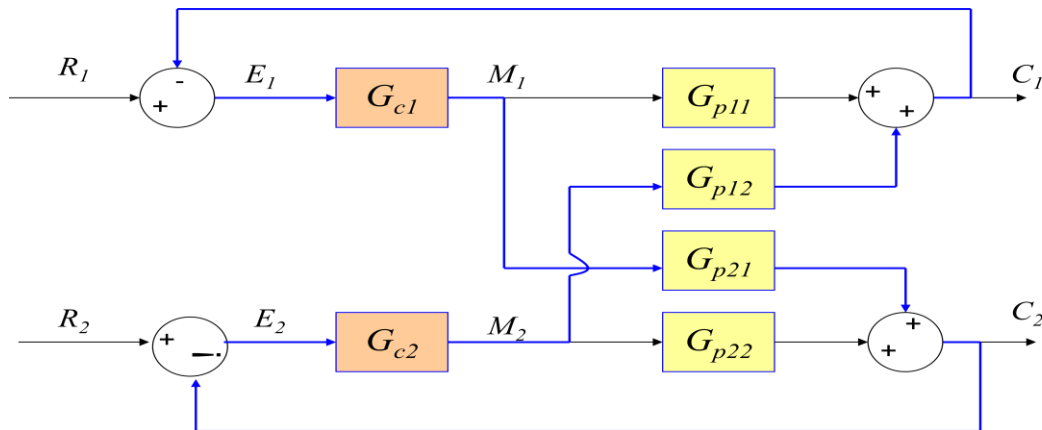 R1
-
+
E1
Gc1
M1
Gp11
+
+
C1
Gp12
Gp21
R2
+
-
E2
Gc2
M2
Gp22
+
+
C2